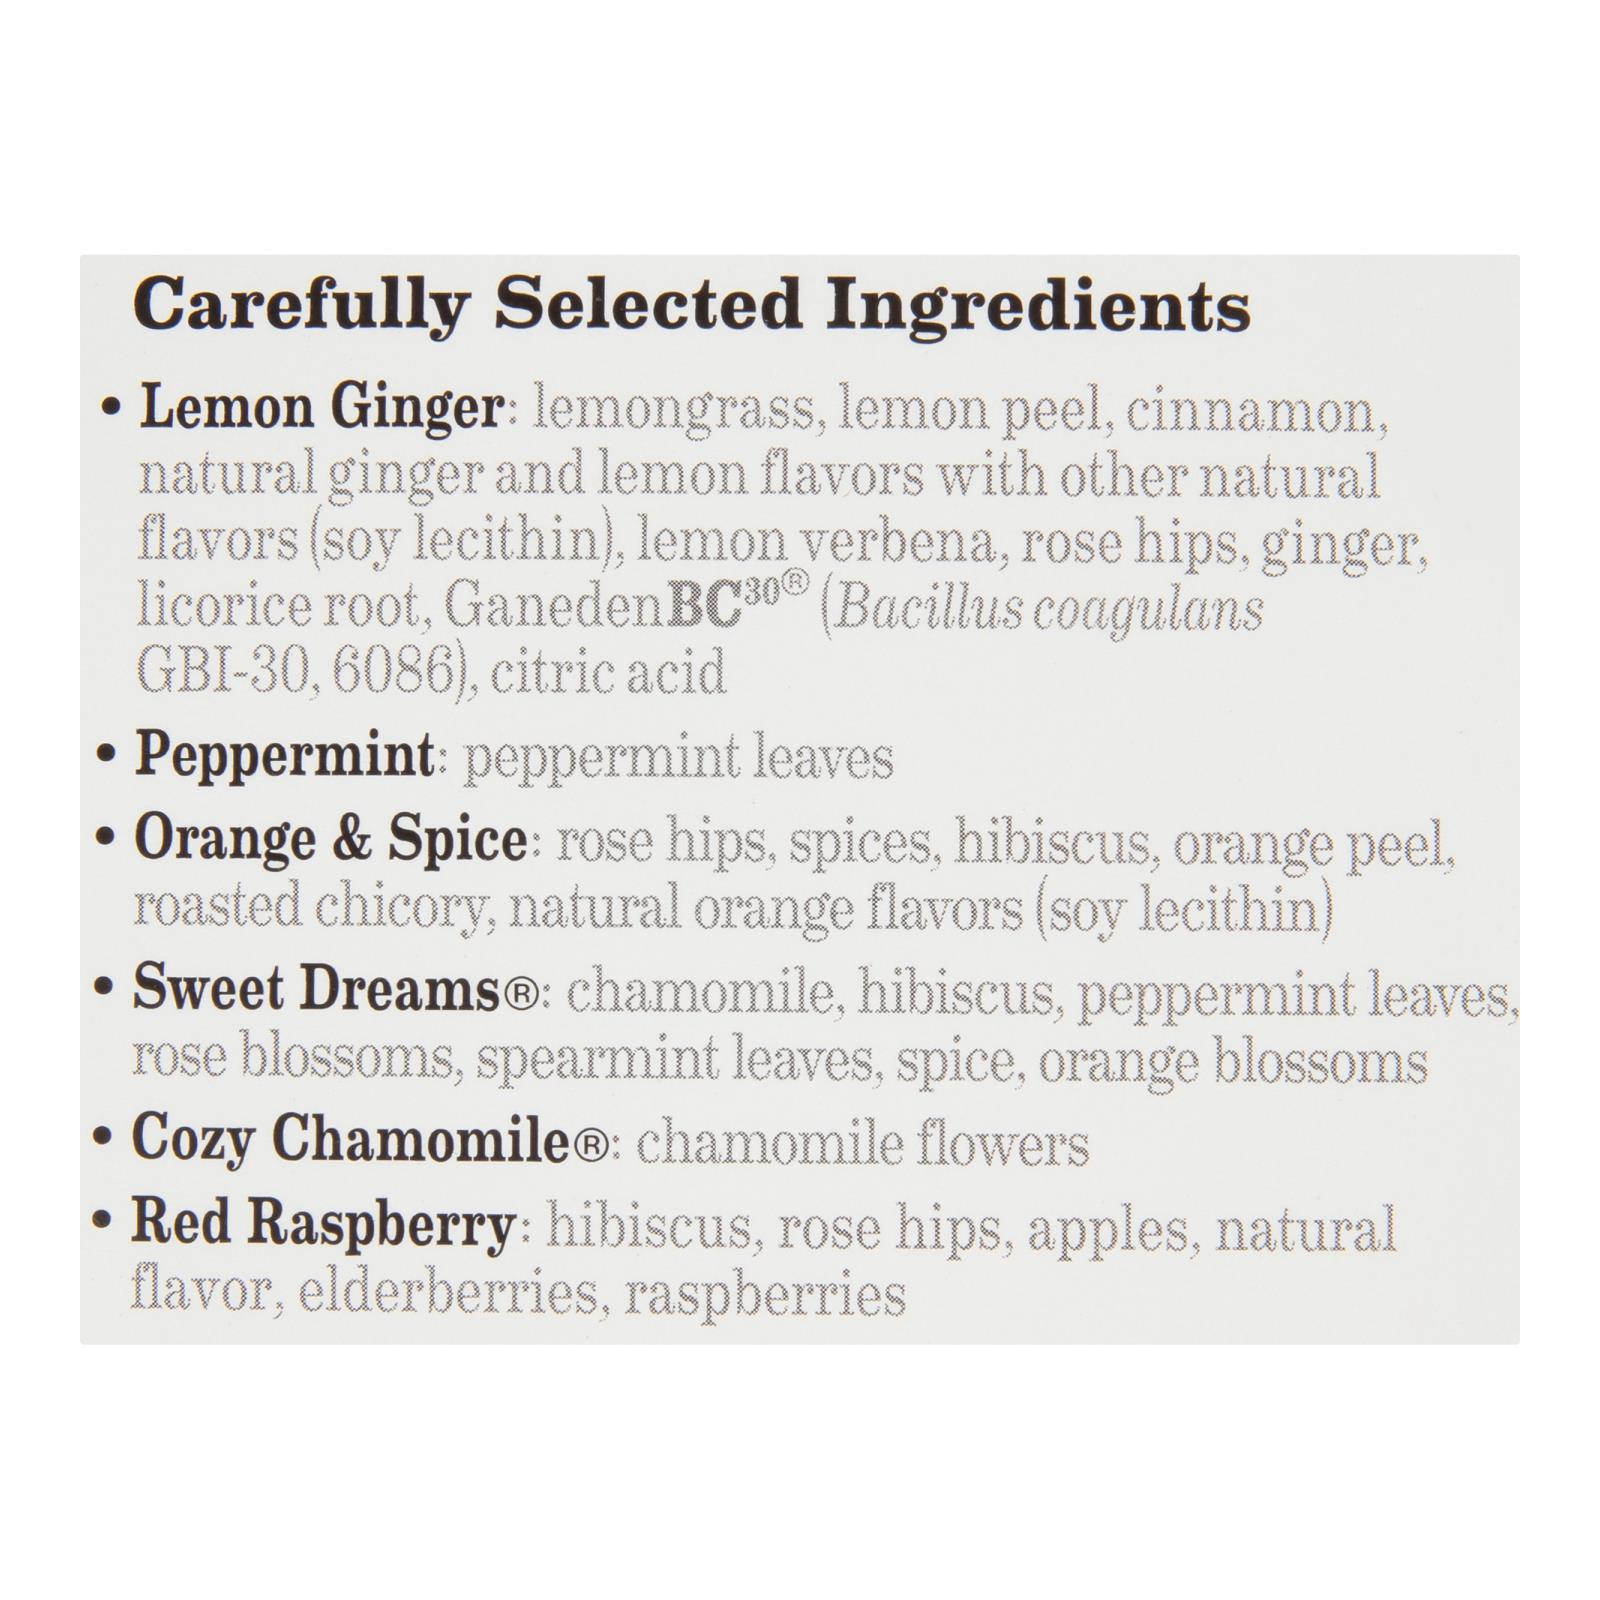 Carefully Selected Ingredients
• Lemon Ginger: lemongrass, lemon peel, cinnamon,
natural ginger and lemon flavors with other natural
flavors (soy lecithin), lemon verbena, rose hips, ginger,
licorice root, GanedenBC³⁰® (Bacillus coagulans
GBI-30, 6086), citric acid
• Peppermint: peppermint leaves
• Orange & Spice: rose hips, spices, hibiscus, orange peel,
roasted chicory, natural orange flavors (soy lecithin)
• Sweet Dreams®: chamomile, hibiscus, peppermint leaves,
rose blossoms, spearmint leaves, spice, orange blossoms
• Cozy Chamomile®: chamomile flowers
• Red Raspberry: hibiscus, rose hips, apples, natural
flavor, elderberries, raspberries